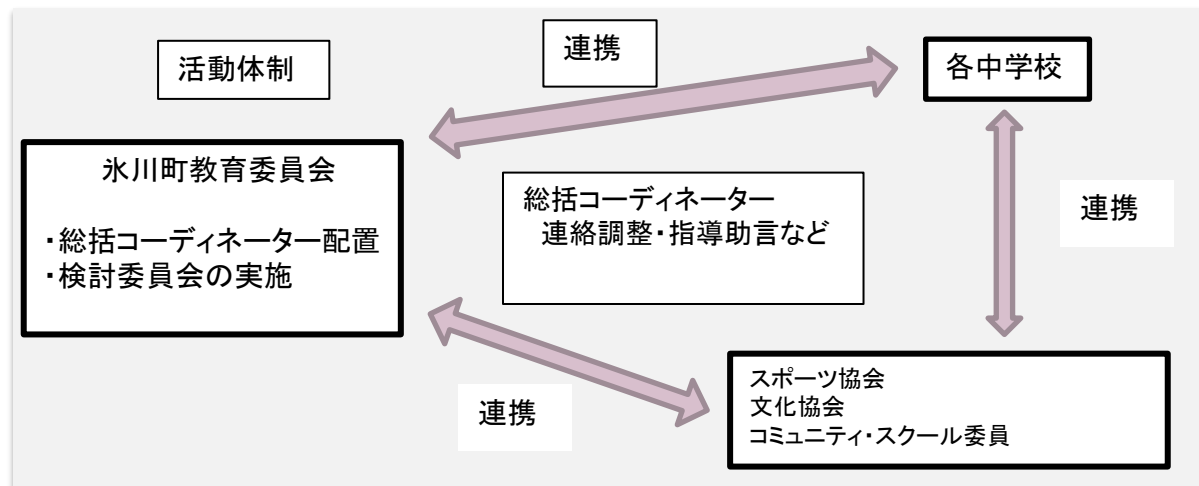 活動体制
連携
各中学校
氷川町教育委員会
・総括コーディネーター配置
・検討委員会の実施
総括コーディネーター
連絡調整・指導助言など
連携
連携
スポーツ協会
文化協会
コミュニティ・スクール委員